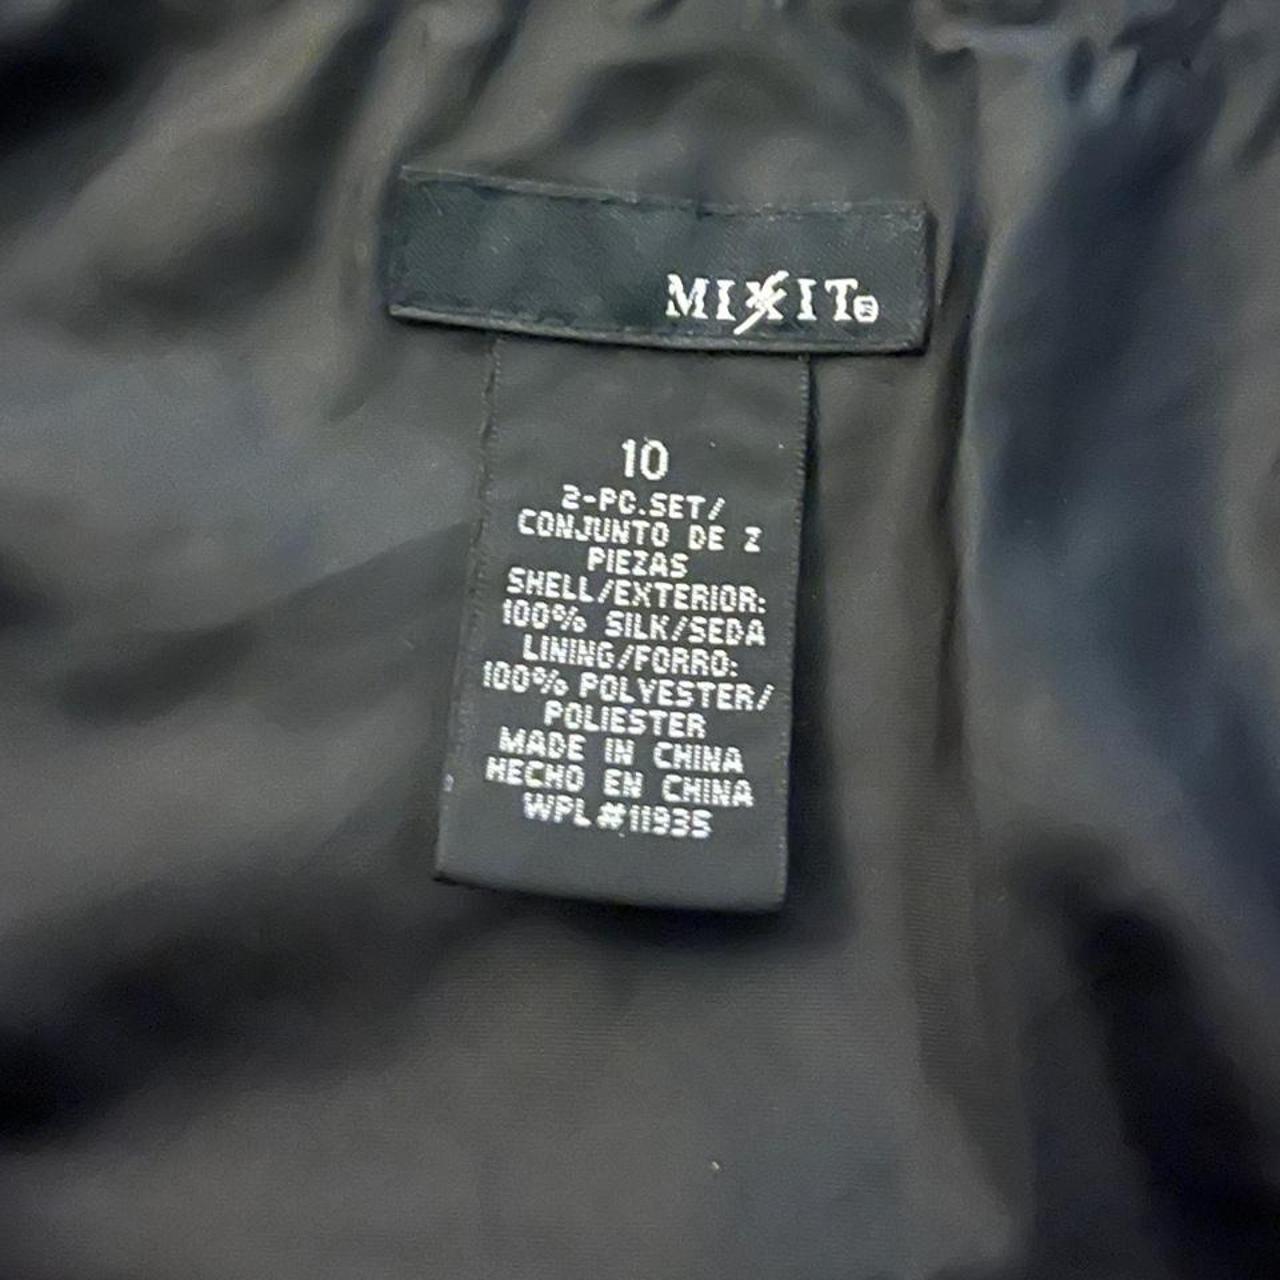 MIXIT®
10
2-PC.SET/
CONJUNTO DE 2
PIEZAS
SHELL/EXTERIOR:
100% SILK/SEDA
LINING/FORRO:
100% POLYESTER/
POLIESTER
MADE IN CHINA
HECHO EN CHINA
WPL #11935